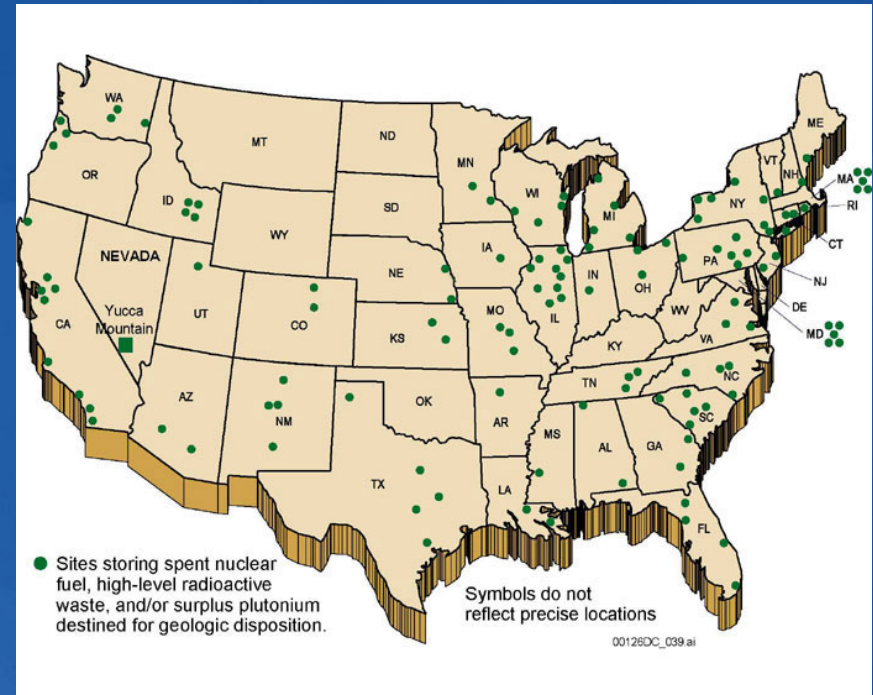 WA
MT
ND
MN
ME
VT
NH
MA
RI
CT
OR
ID
SD
WI
MI
NY
WY
IA
PA
NJ
NEVADA
NE
IN
OH
DE
Yucca
Mountain
UT
CO
MO
IL
WV
MD
CA
KS
KY
VA
AZ
NM
OK
AR
TN
NC
SC
TX
LA
MS
AL
GA
FL
Sites storing spent nuclear
fuel, high-level radioactive
waste, and/or surplus plutonium
destined for geologic disposition.
Symbols do not
reflect precise locations
00126DC_039.ai